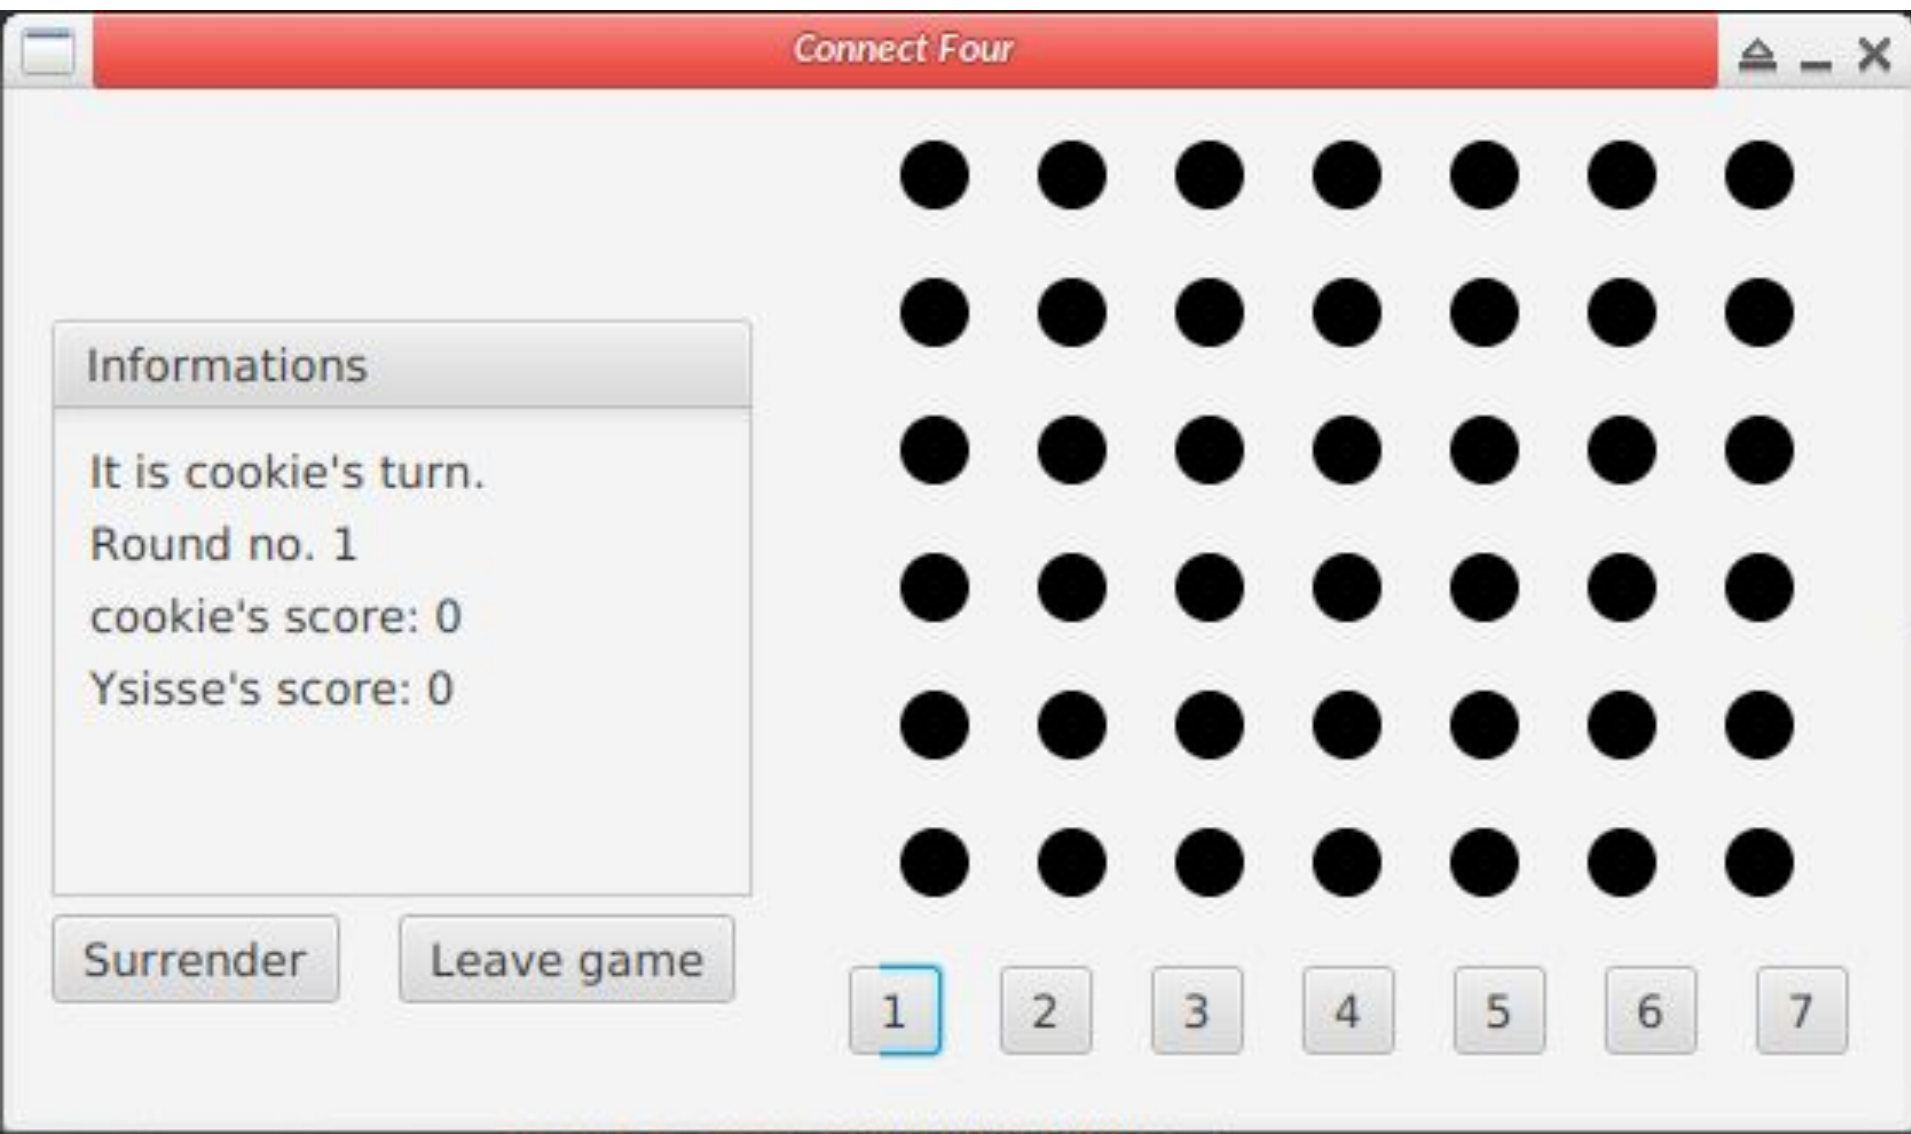 Connect Four
Informations
It is cookie's turn.
Round no. 1
cookie's score: 0
Ysisse's score: 0
Surrender
Leave game
1 2 3 4 5 6 7